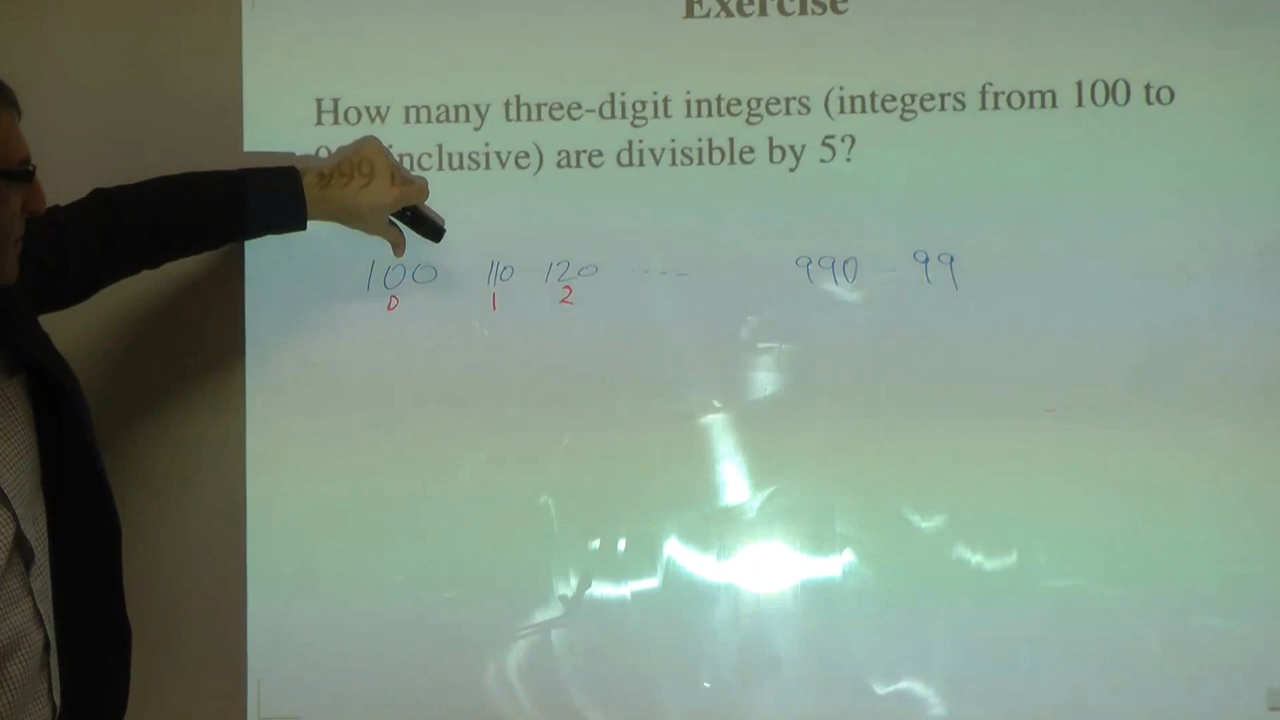 Exercise
How many three-digit integers (integers from 100 to
999 inclusive) are divisible by 5?
100 110 120 ---- 990 - 99
0 1 2